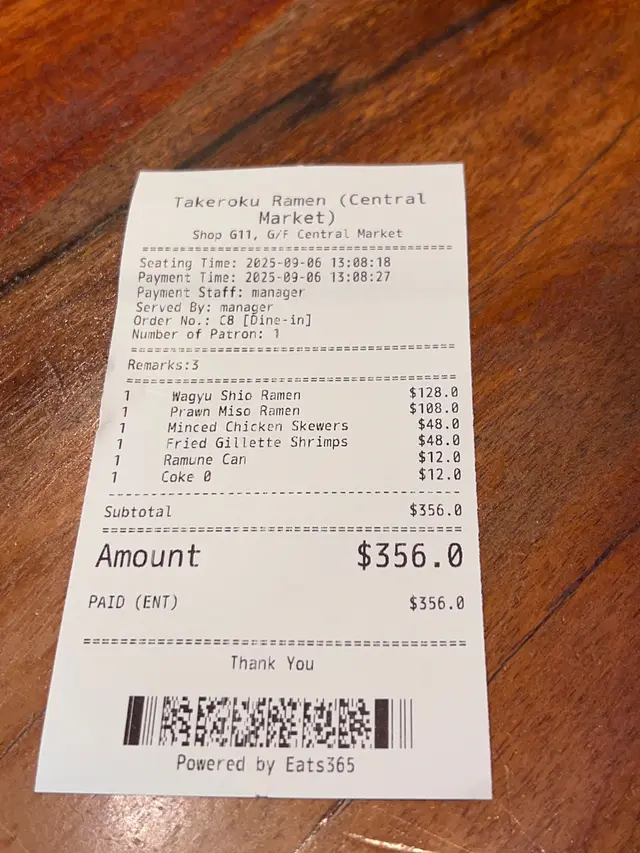 Takeroku Ramen (Central
Market)
Shop G11, G/F Central Market
Seating Time: 2025-09-06 13:08:18
Payment Time: 2025-09-06 13:08:27
Payment Staff: manager
Served By: manager
Order No.: C8 [Dine-in]
Number of Patron: 1
Remarks:3
1 Wagyu Shio Ramen $128.0
1 Prawn Miso Ramen $108.0
1 Minced Chicken Skewers $48.0
1 Fried Gillette Shrimps $48.0
1 Ramune Can $12.0
1 Coke 0 $12.0
Subtotal $356.0
Amount $356.0
PAID (ENT) $356.0
Thank You
Powered by Eats365